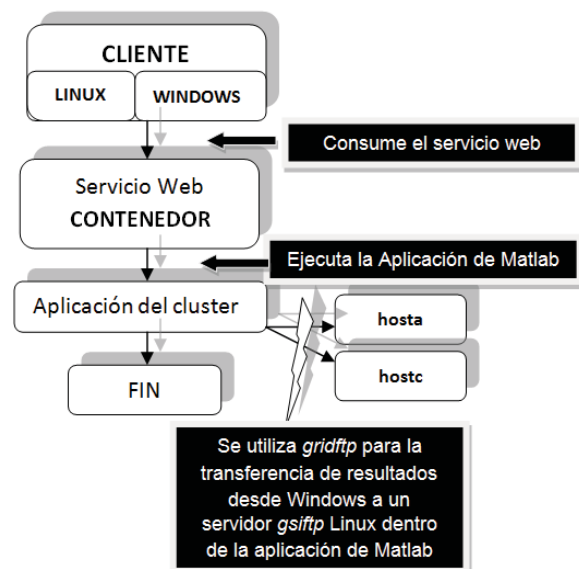 CLIENTE
LINUX
WINDOWS
Consume el servicio web
Servicio Web
CONTENEDOR
Ejecuta la Aplicación de Matlab
Aplicación del cluster
hosta
hostc
FIN
Se utiliza gridftp para la
transferencia de resultados
desde Windows a un
servidor gsiftp Linux dentro
de la aplicación de Matlab